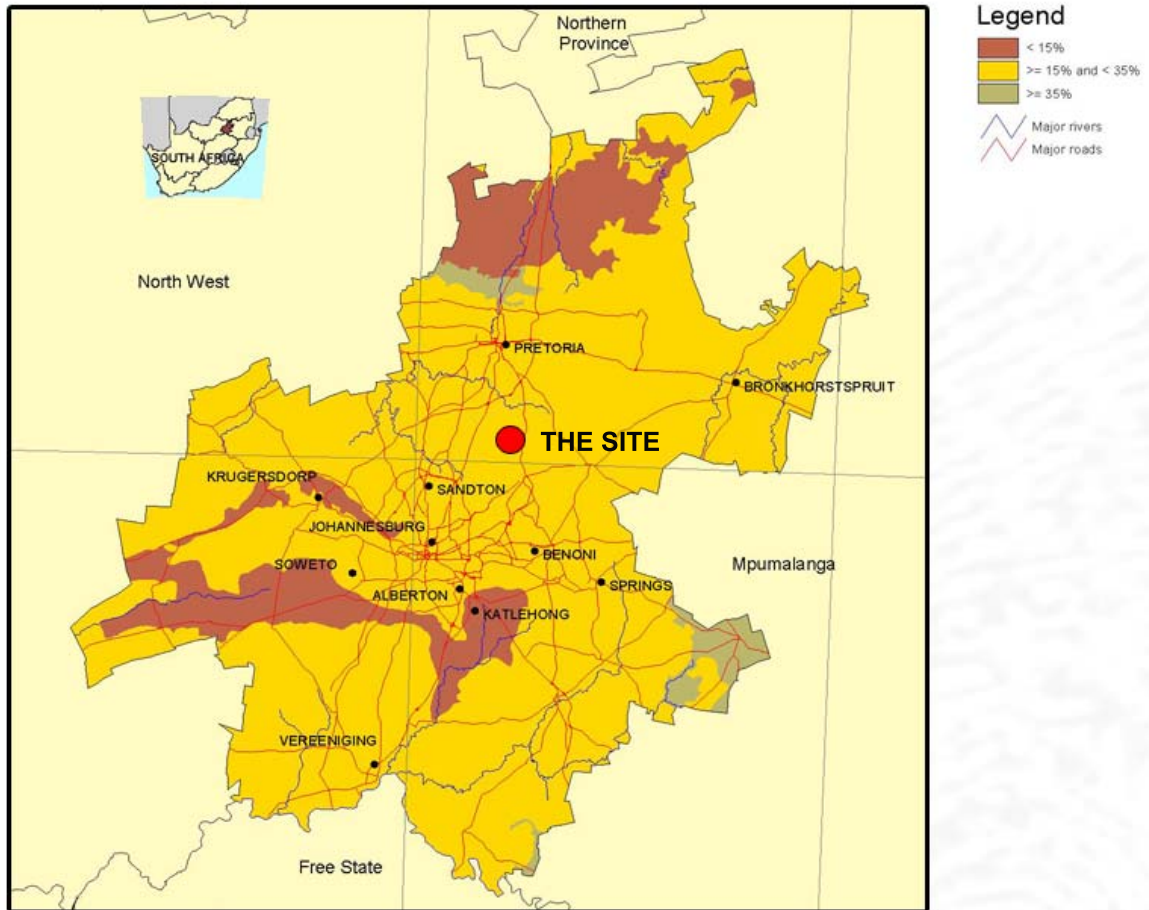 Northern
Province
Legend
< 15%
>= 15% and < 35%
>= 35%
Major rivers
Major roads
SOUTH AFRICA
North West
PRETORIA
BRONKHORSTSPRUIT
THE SITE
KRUGERSDORP
SANDTON
JOHANNESBURG
BENONI
Mpumalanga
SOWETO
SPRINGS
ALBERTON
KATLEHONG
VEREENIGING
Free State